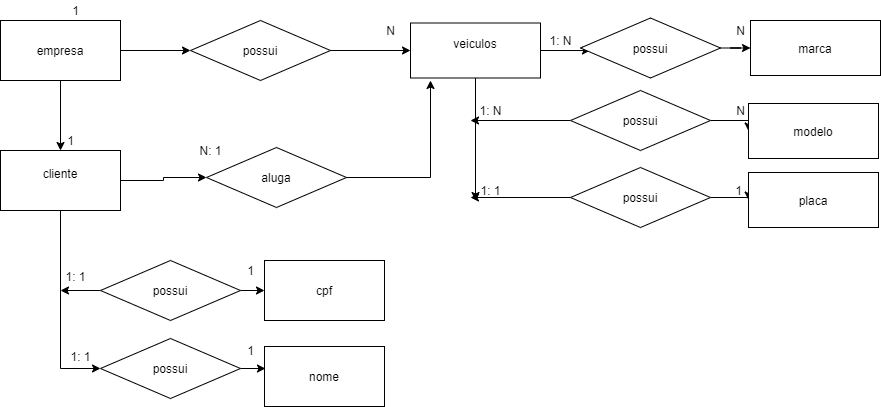 1
empresa
possui
N
veiculos
1: N
possui
N
marca
1: N
possui
N
modelo
1
cliente
N: 1
aluga
1: 1
possui
1
placa
1: 1
possui
1
cpf
1: 1
possui
1
nome